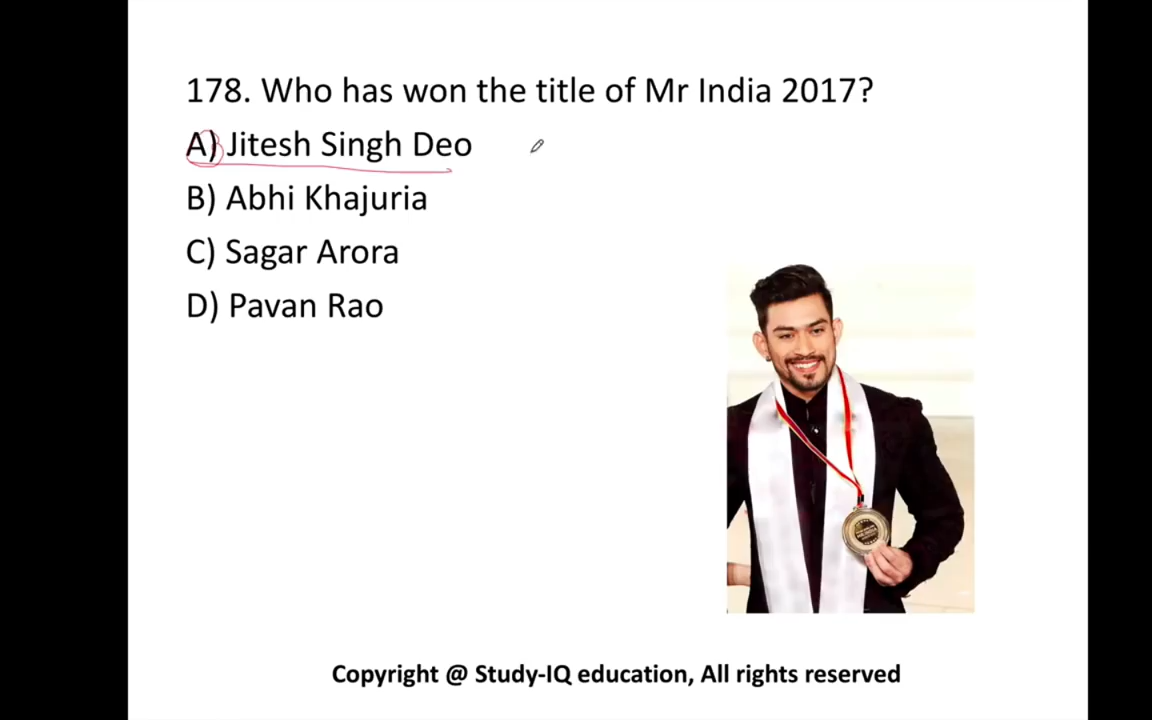 178. Who has won the title of Mr India 2017?
A) Jitesh Singh Deo
B) Abhi Khajuria
C) Sagar Arora
D) Pavan Rao
Copyright @ Study-IQ education, All rights reserved